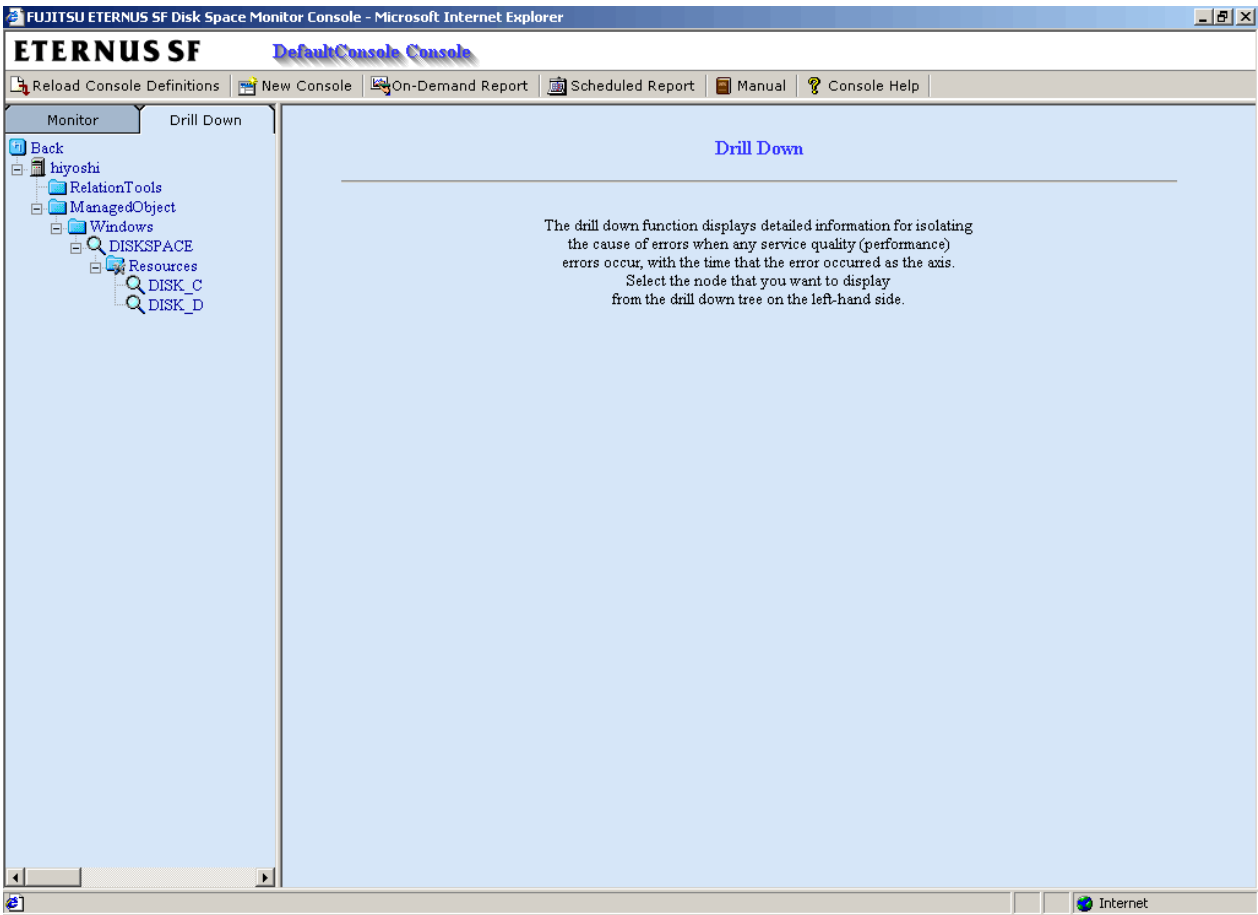 FUJITSU ETERNUS SF Disk Space Monitor Console - Microsoft Internet Explorer
ETERNUS SF DefaultConsole Console
Reload Console Definitions New Console On-Demand Report Scheduled Report Manual Console Help
Monitor Drill Down
Back
hiyoshi
RelationTools
ManagedObject
Windows
DISKSPACE
Resources
DISK_C
DISK_D
Drill Down
The drill down function displays detailed information for isolating
the cause of errors when any service quality (performance)
errors occur, with the time that the error occurred as the axis.
Select the node that you want to display
from the drill down tree on the left-hand side.
Internet